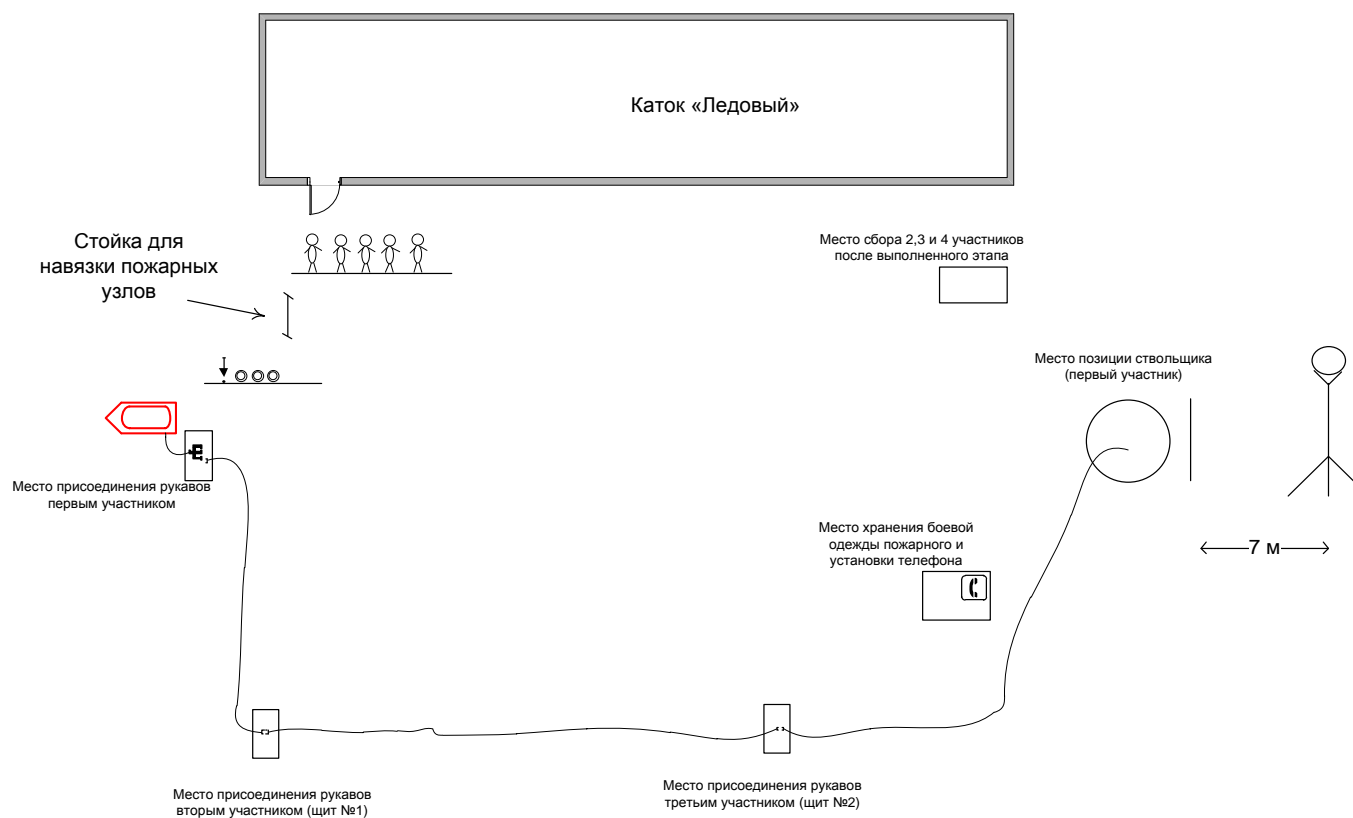 Каток «Ледовый»
Стойка для
навязки пожарных
узлов
Место сбора 2,3 и 4 участников
после выполненного этапа
Место позиции ствольщика
(первый участник)
Место присоединения рукавов
первым участником
Место хранения боевой
одежды пожарного и
установки телефона
7 м
Место присоединения рукавов
вторым участником (щит №1)
Место присоединения рукавов
третьим участником (щит №2)